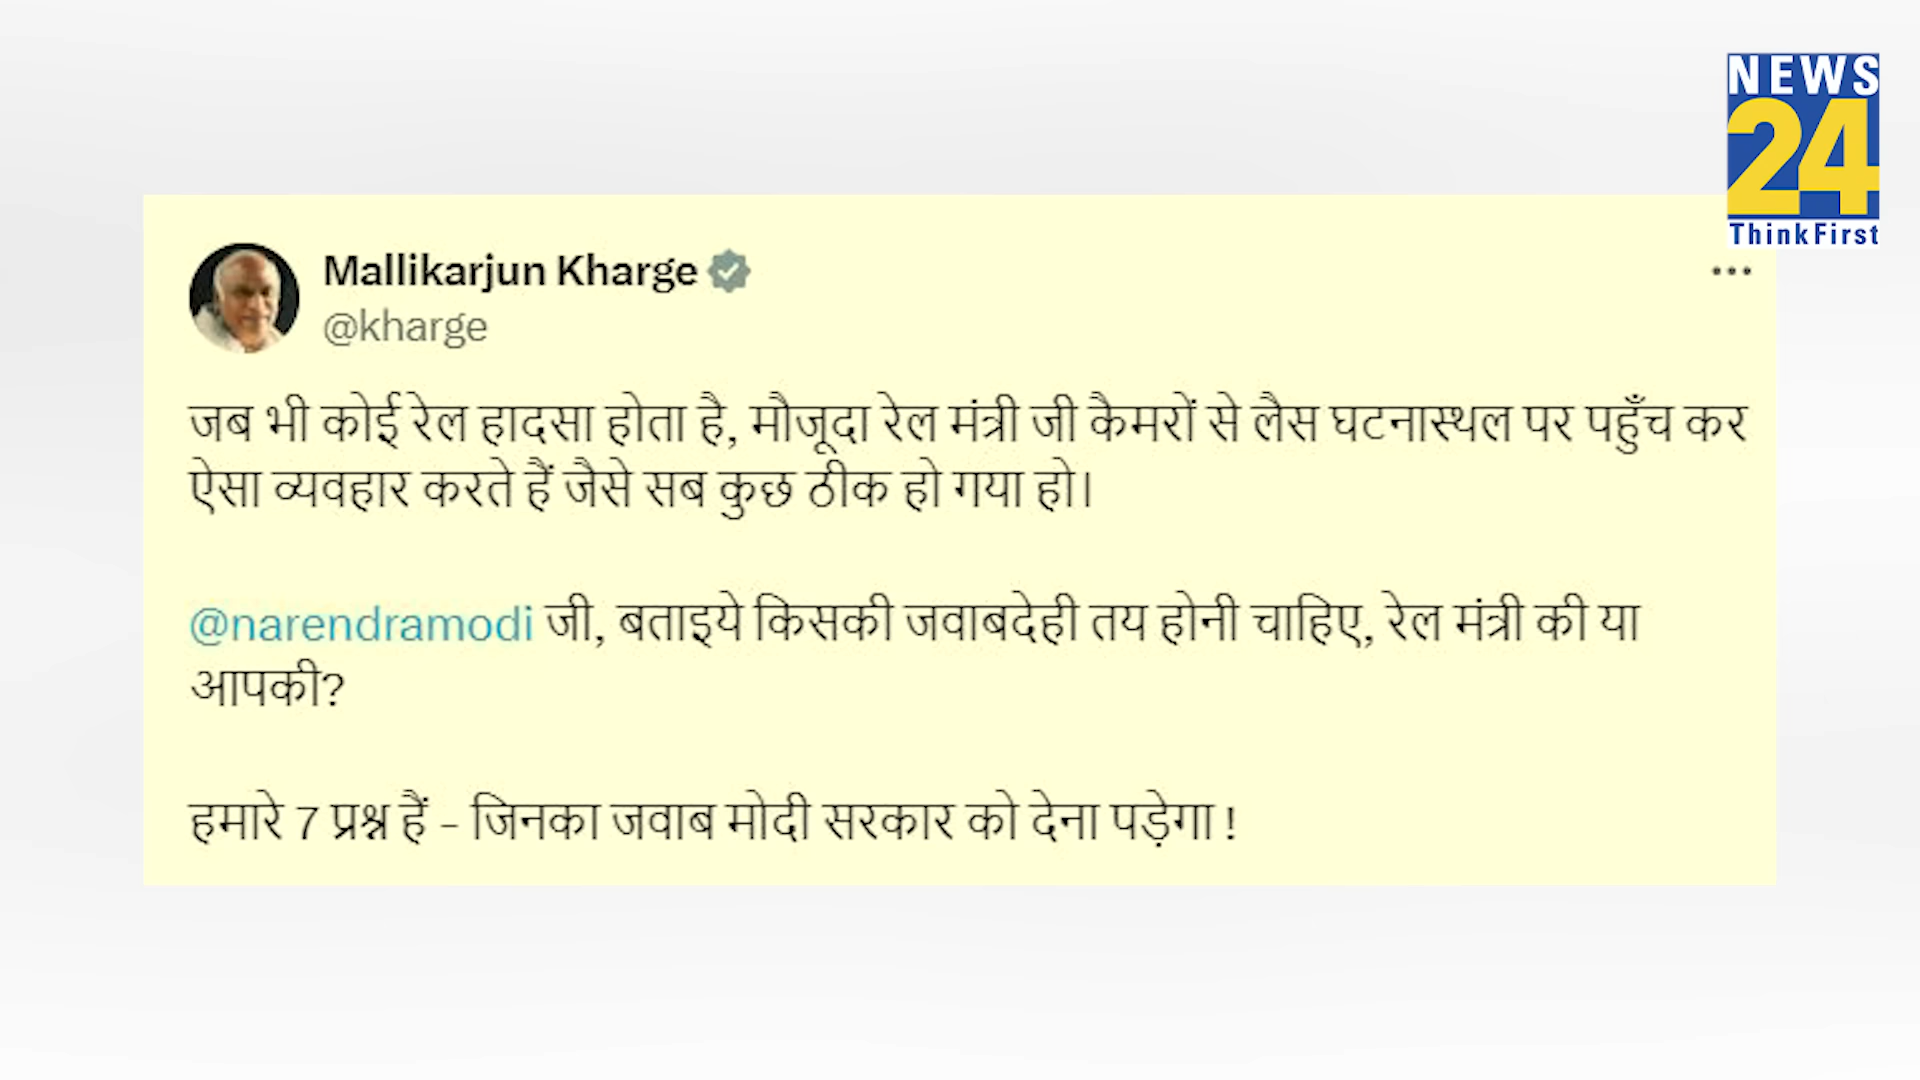 NEWS
24
ThinkFirst
Mallikarjun Kharge
@kharge
जब भी कोई रेल हादसा होता है, मौजूदा रेल मंत्री जी कैमरों से लैस घटनास्थल पर पहुँच कर
ऐसा व्यवहार करते हैं जैसे सब कुछ ठीक हो गया हो।
@narendramodi जी, बताइये किसकी जवाबदेही तय होनी चाहिए, रेल मंत्री की या
आपकी?
हमारे 7 प्रश्न हैं - जिनका जवाब मोदी सरकार को देना पड़ेगा !